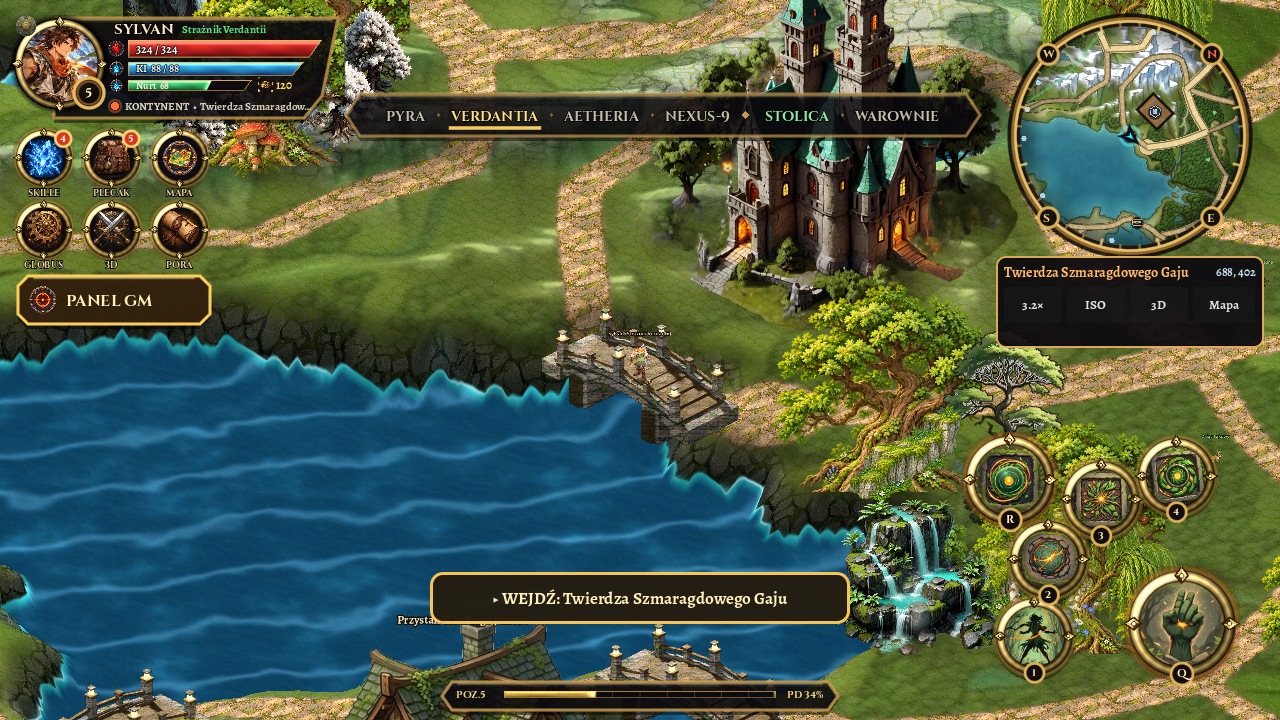 SYLVAN Strażnik Verdantii
324 / 324
KI 88 / 88
Nurt 68
120
5
KONTYNENT • Twierdza Szmaragdow...
PYRA VERDANTIA AETHERIA NEXUS-9 STOLICA WAROWNIE
4
5
SKILLE PLECAK MAPA
GLOBUS 3D PORA
PANEL GM
W N
S E
Twierdza Szmaragdowego Gaju 688, 402
3.2× ISO 3D Mapa
R
3
4
2
1
Q
▸ WEJDŹ: Twierdza Szmaragdowego Gaju
POZ.5 PD 34%